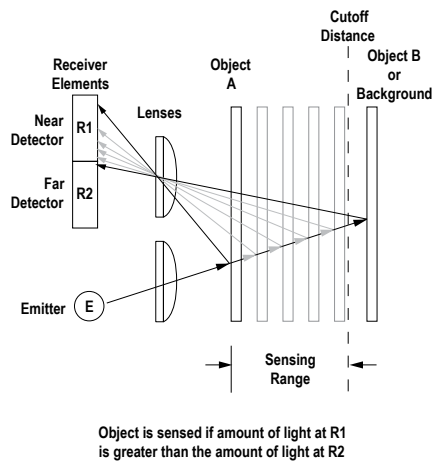 Cutoff
Distance
Receiver
Elements
Object
A
Object B
or
Background
Lenses
Near
Detector
R1
Far
Detector
R2
Emitter
E
Sensing
Range
Object is sensed if amount of light at R1
is greater than the amount of light at R2